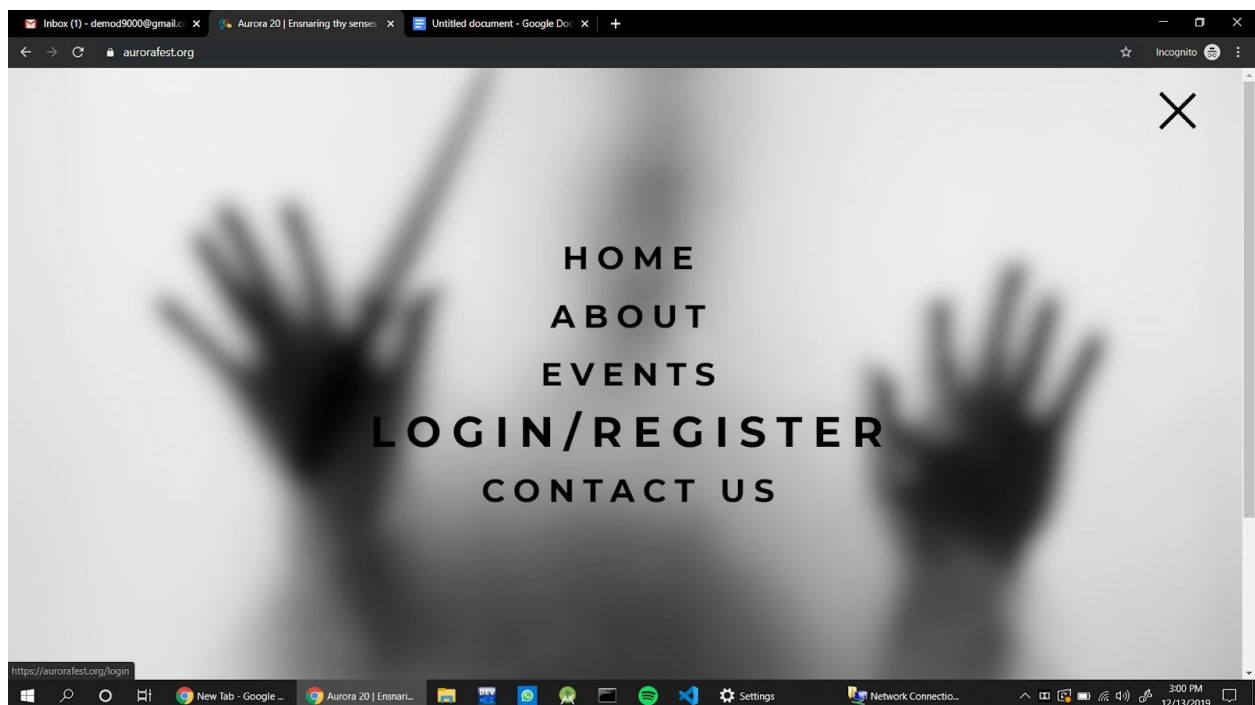 Inbox (1) - demod9000@gmail.c
Aurora 20 | Ensnaring thy senses
Untitled document - Google Doc
aurorafest.org
Incognito
HOME
ABOUT
EVENTS
LOGIN/REGISTER
CONTACT US
https://aurorafest.org/login
New Tab - Google ...
Aurora 20 | Ensnari...
DEV
Settings
Network Connectio...
3:00 PM
12/13/2019